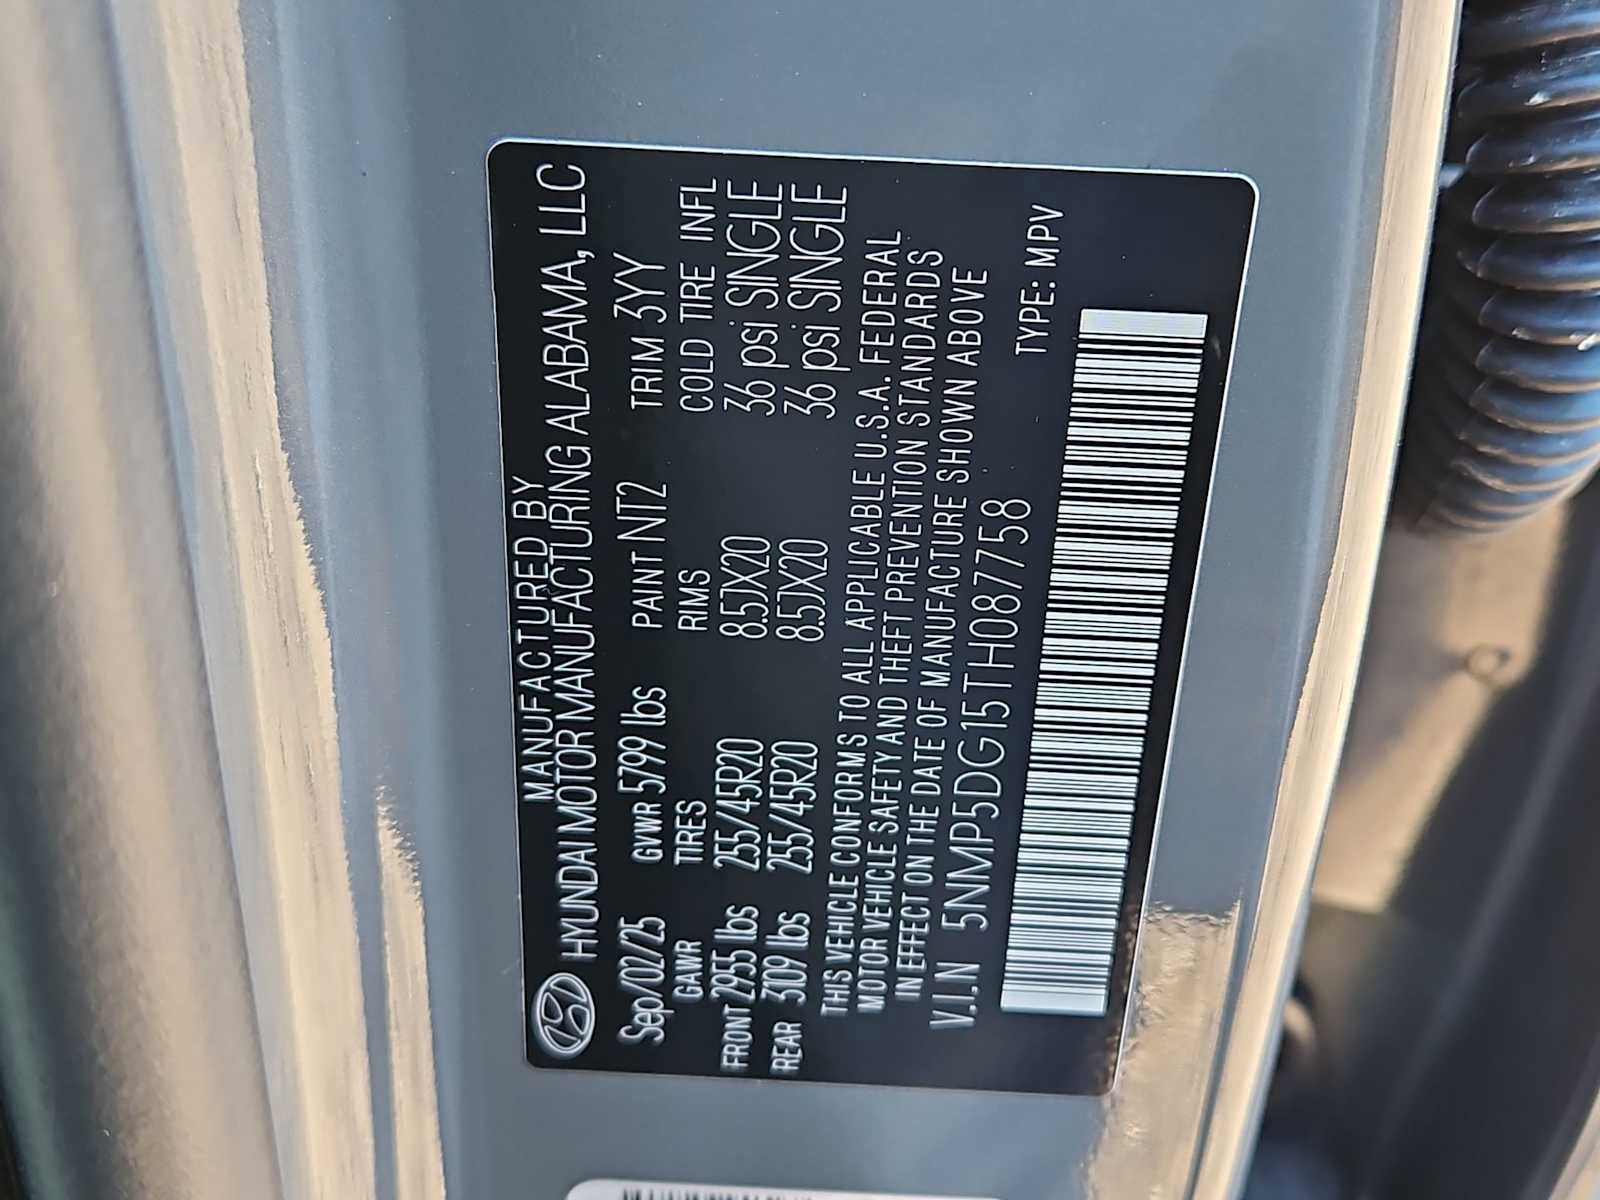 MANUFACTURED BY
HYUNDAI MOTOR MANUFACTURING ALABAMA, LLC
Sep/02/25 GVWR 5799 lbs PAINT NT2 TRIM 3YY
GAWR TIRES RIMS COLD TIRE INFL
FRONT 2955 lbs 255/45R20 8.5JX20 36 psi SINGLE
REAR 3109 lbs 255/45R20 8.5JX20 36 psi SINGLE
THIS VEHICLE CONFORMS TO ALL APPLICABLE U.S.A. FEDERAL
MOTOR VEHICLE SAFETY AND THEFT PREVENTION STANDARDS
IN EFFECT ON THE DATE OF MANUFACTURE SHOWN ABOVE
V.I.N 5NMP5DG15TH087758 TYPE: MPV